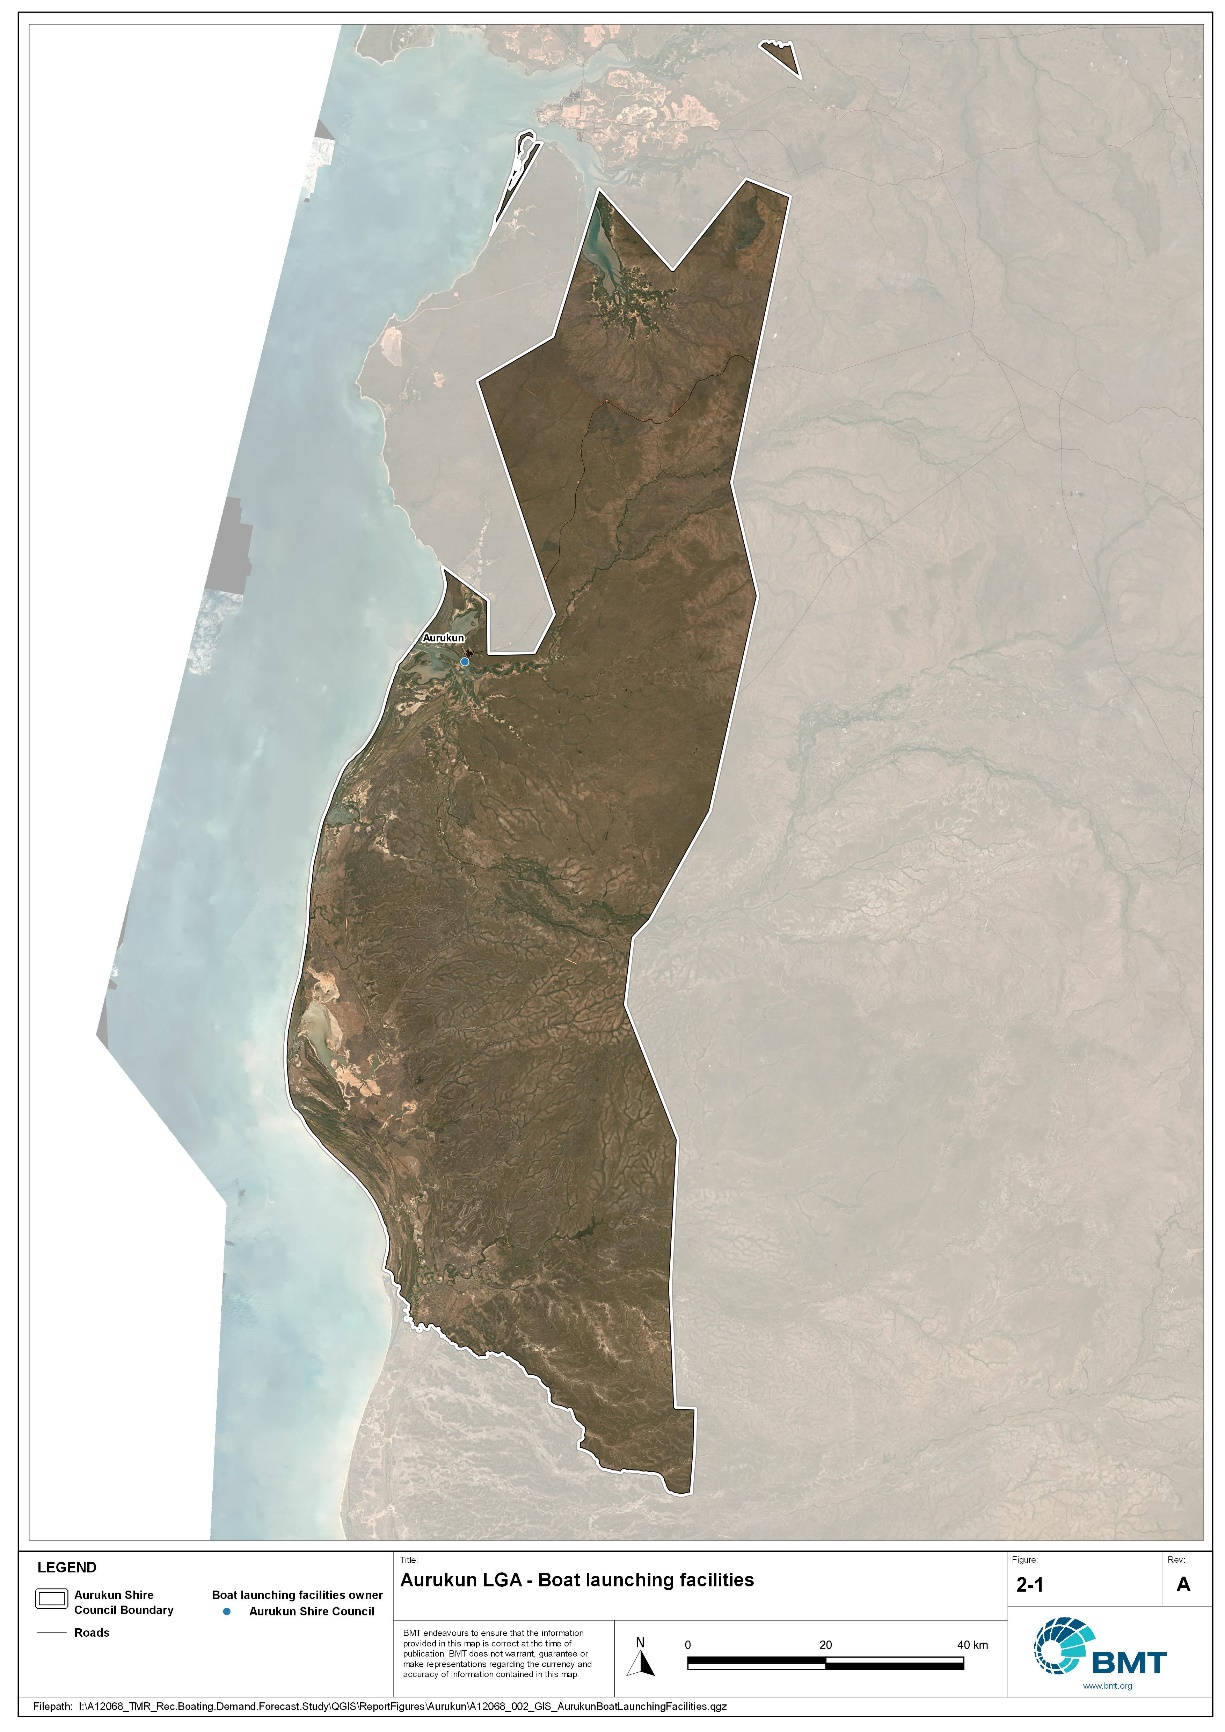 Aurukun
LEGEND
Aurukun Shire
Council Boundary
Roads
Boat launching facilities owner
Aurukun Shire Council
Title:
Aurukun LGA - Boat launching facilities
BMT endeavours to ensure that the information
provided in this map is correct at the time of
publication. BMT does not warrant, guarantee or
make representations regarding the currency and
accuracy of information contained in this map.
N
0 20 40 km
Figure:
2-1
Rev:
A
BMT
www.bmt.org
Filepath: I:\A12068_TMR_Rec.Boating.Demand.Forecast.Study\QGIS\ReportFigures\Aurukun\A12068_002_GIS_AurukunBoatLaunchingFacilities.qgz